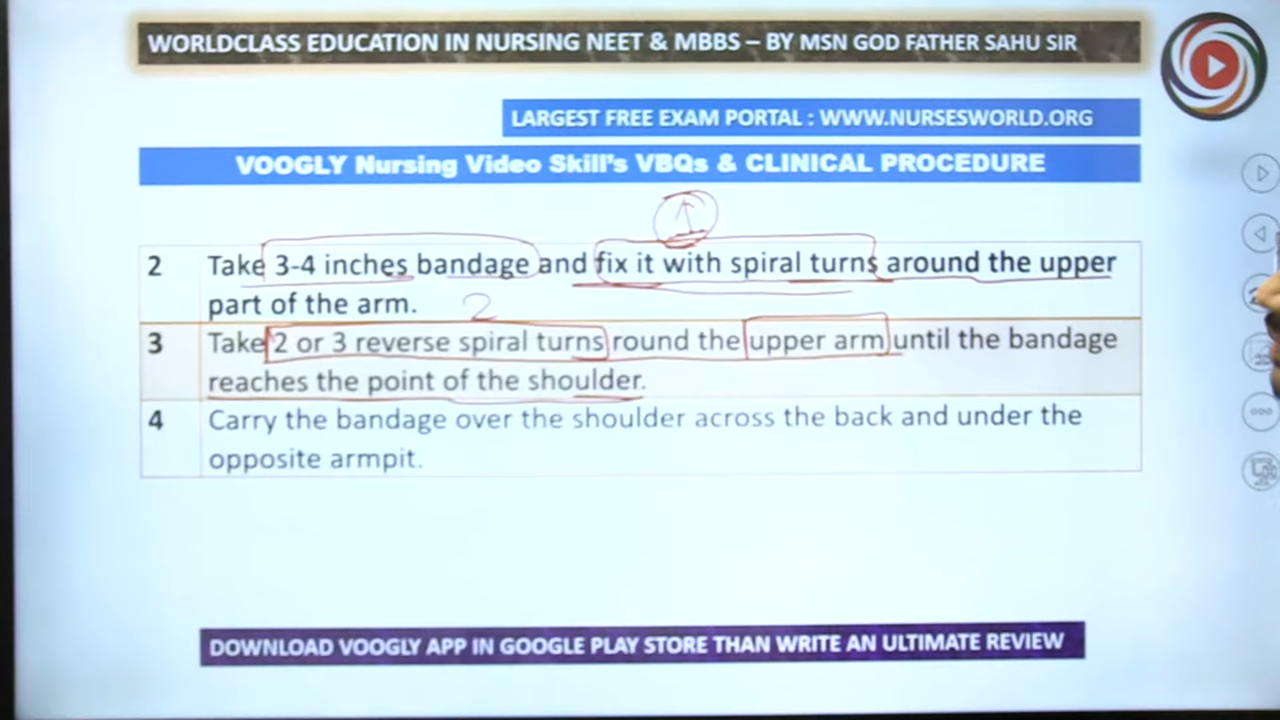 WORLDCLASS EDUCATION IN NURSING NEET & MBBS – BY MSN GOD FATHER SAHU SIR
LARGEST FREE EXAM PORTAL : WWW.NURSESWORLD.ORG
VOOGLY Nursing Video Skill's VBQs & CLINICAL PROCEDURE
2 Take 3-4 inches bandage and fix it with spiral turns around the upper
part of the arm.
2
3 Take 2 or 3 reverse spiral turns round the upper arm until the bandage
reaches the point of the shoulder.
4 Carry the bandage over the shoulder across the back and under the
opposite armpit.
DOWNLOAD VOOGLY APP IN GOOGLE PLAY STORE THAN WRITE AN ULTIMATE REVIEW